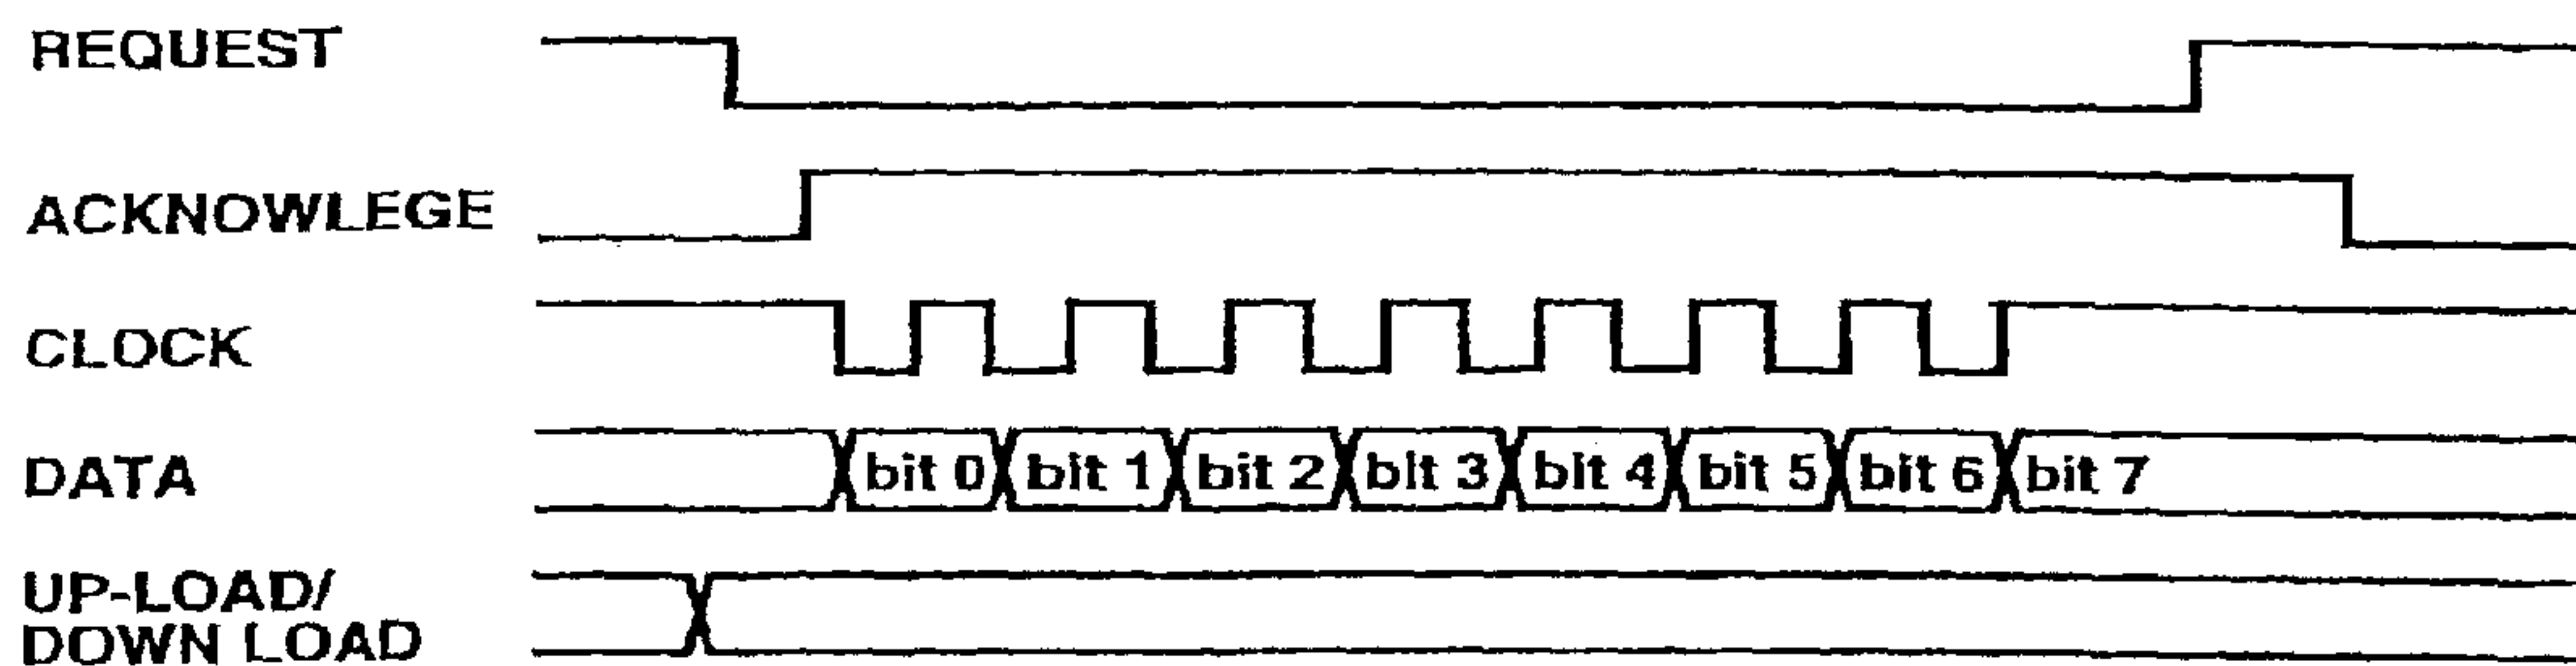 REQUEST
ACKNOWLEGE
CLOCK
DATA
bit 0 bit 1 bit 2 bit 3 bit 4 bit 5 bit 6 bit 7
UP-LOAD/
DOWN LOAD